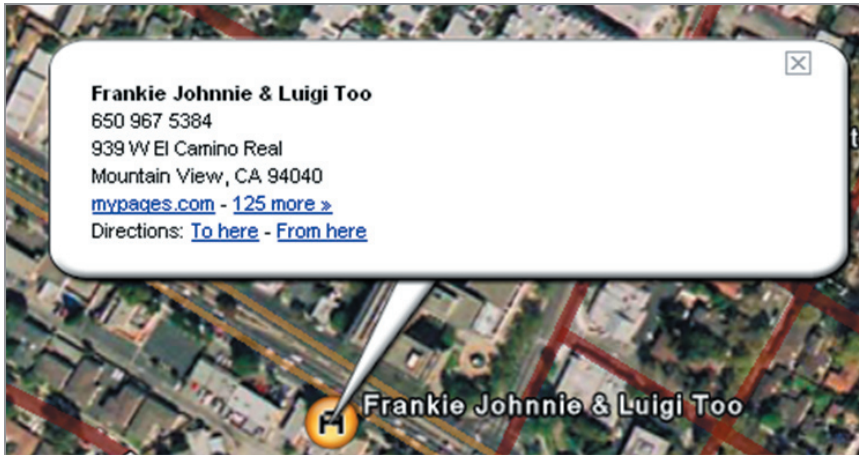 Frankie Johnnie & Luigi Too
650 967 5384
939 W El Camino Real
Mountain View, CA 94040
mypages.com - 125 more »
Directions: To here - From here
Frankie Johnnie & Luigi Too